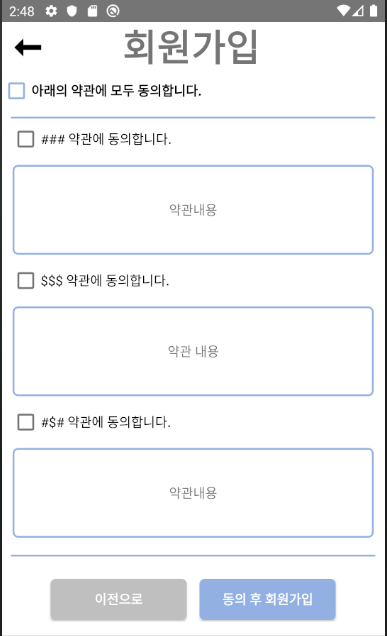 2:48
회원가입
아래의 약관에 모두 동의합니다.
### 약관에 동의합니다.
약관내용
$$$ 약관에 동의합니다.
약관 내용
#$# 약관에 동의합니다.
약관내용
이전으로 동의 후 회원가입